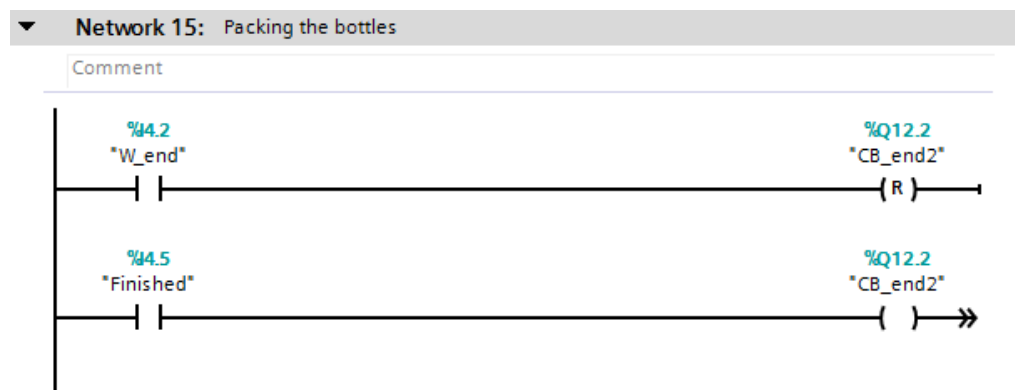 Network 15: Packing the bottles
Comment
%I4.2 %Q12.2
"W_end" "CB_end2"
R
%I4.5 %Q12.2
"Finished" "CB_end2"